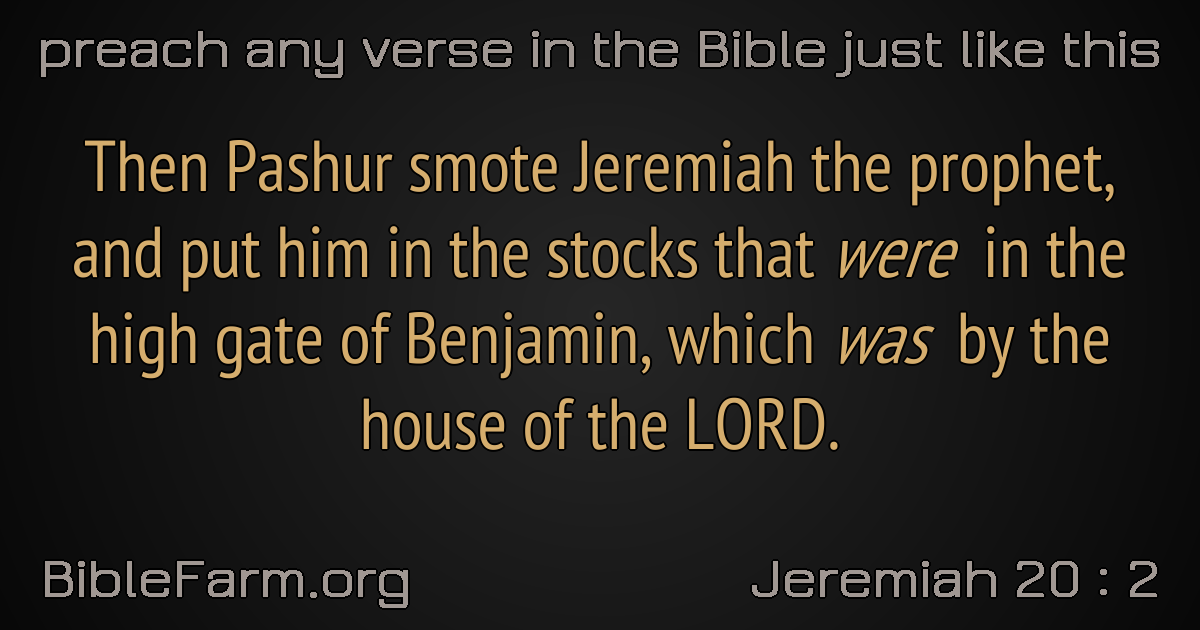 preach any verse in the Bible just like this
Then Pashur smote Jeremiah the prophet,
and put him in the stocks that were in the
high gate of Benjamin, which was by the
house of the LORD.
BibleFarm.org
Jeremiah 20 : 2